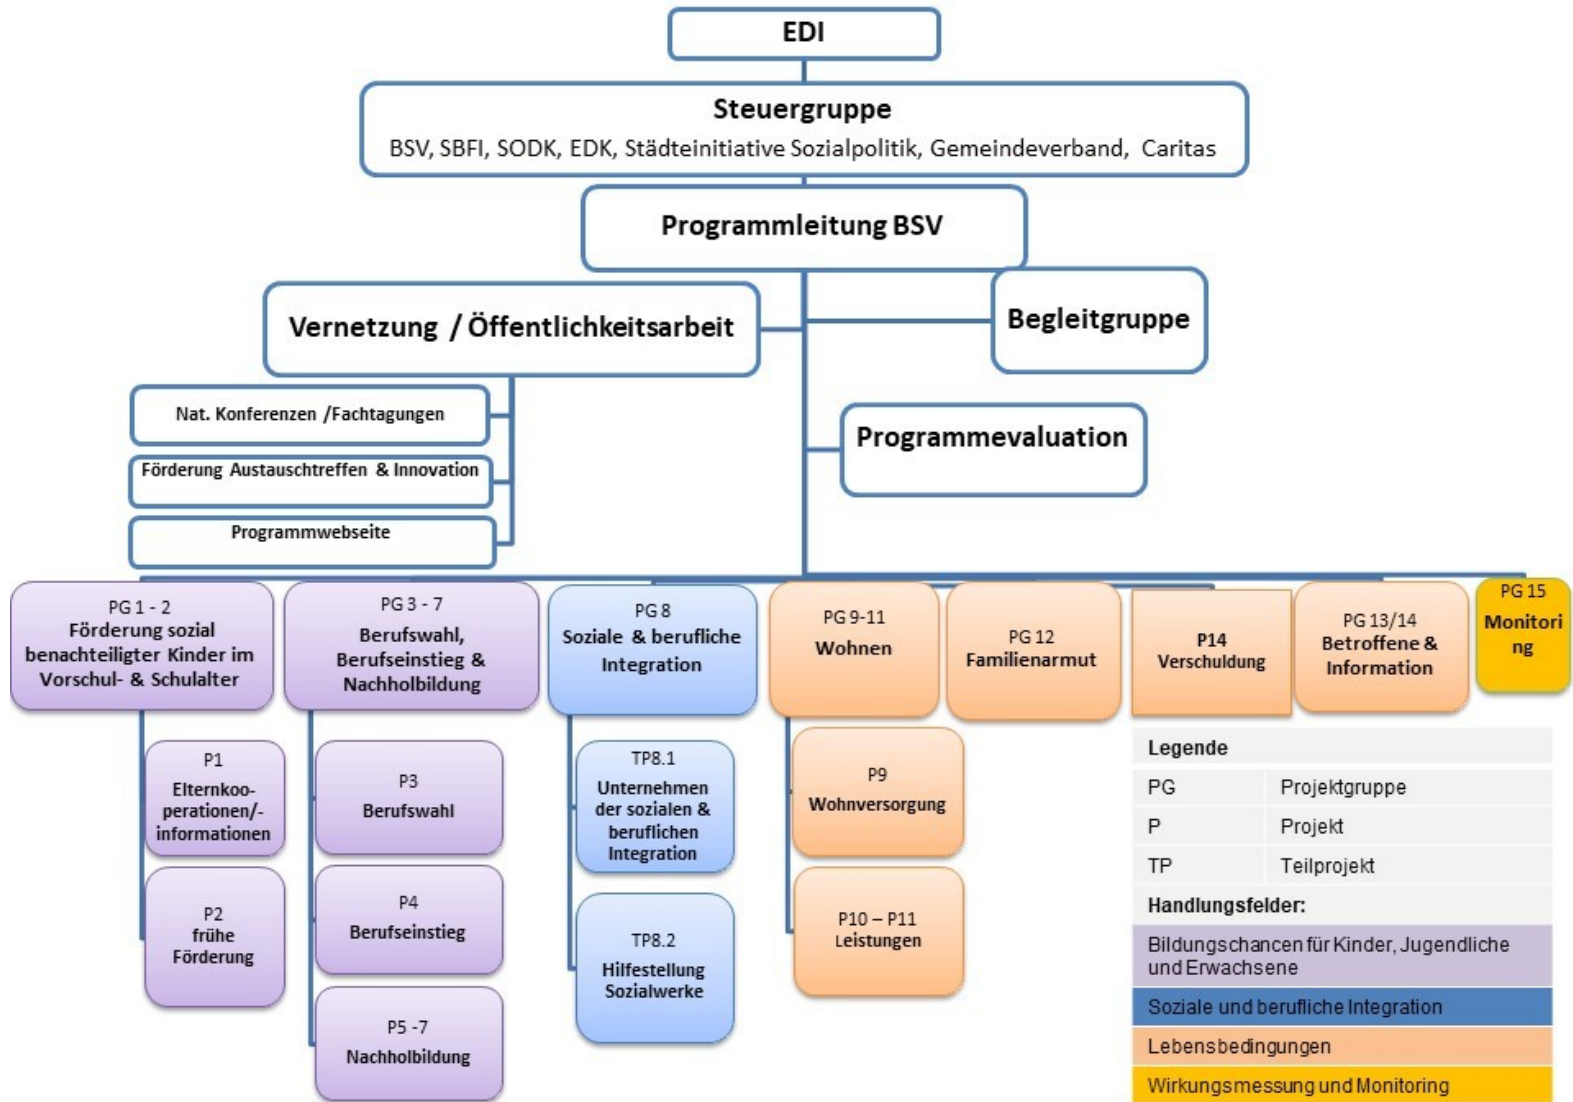 EDI
Steuergruppe
BSV, SBFI, SODK, EDK, Städteinitiative Sozialpolitik, Gemeindeverband, Caritas
Programmleitung BSV
Vernetzung / Öffentlichkeitsarbeit
Begleitgruppe
Nat. Konferenzen /Fachtagungen
Förderung Austauschtreffen & Innovation
Programmwebseite
Programmevaluation
PG 1 - 2
Förderung sozial
benachteiligter Kinder im
Vorschul- & Schulalter
PG 3 - 7
Berufswahl,
Berufseinstieg &
Nachholbildung
PG 8
Soziale & berufliche
Integration
PG 9-11
Wohnen
PG 12
Familienarmut
P14
Verschuldung
PG 13/14
Betroffene &
Information
PG 15
Monitori
ng
P1
Elternkoo-
perationen/-
informationen
P2
frühe
Förderung
P3
Berufswahl
P4
Berufseinstieg
P5 -7
Nachholbildung
TP8.1
Unternehmen
der sozialen &
beruflichen
Integration
TP8.2
Hilfestellung
Sozialwerke
P9
Wohnversorgung
P10 – P11
Leistungen
Legende
PG Projektgruppe
P Projekt
TP Teilprojekt
Handlungsfelder:
Bildungschancen für Kinder, Jugendliche
und Erwachsene
Soziale und berufliche Integration
Lebensbedingungen
Wirkungsmessung und Monitoring